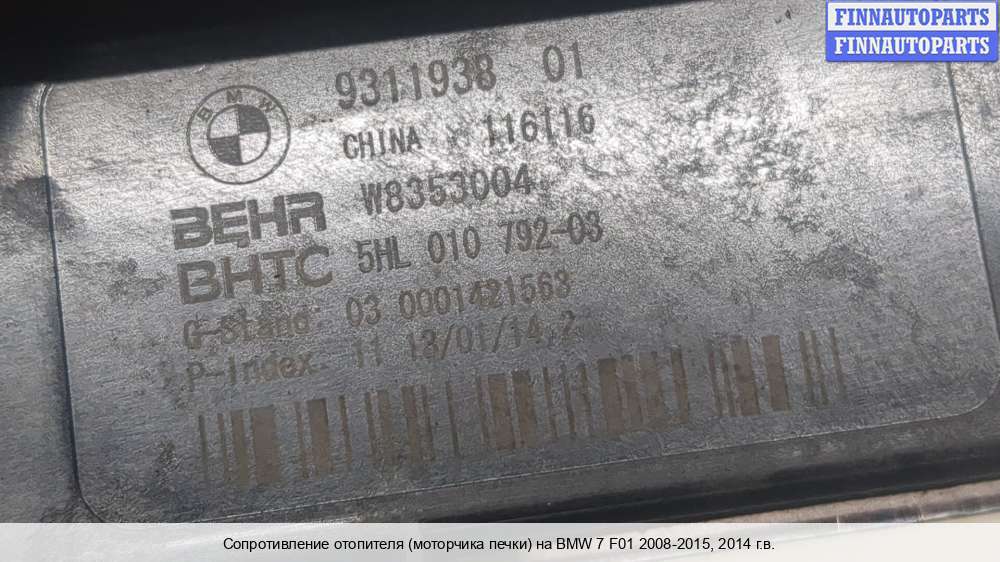 FINNAUTOPARTS
FINNAUTOPARTS
9311938 01
BMW
CHINA 116116
BEHR W8353004
BHTC 5HL 010 792-03
G-Stand: 03 0001421563
P-Index. 11 13/01/14,2
Сопротивление отопителя (моторчика печки) на BMW 7 F01 2008-2015, 2014 г.в.